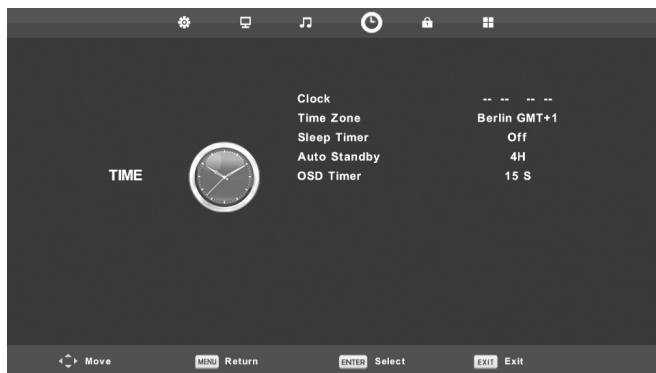 Clock -- -- -- --
Time Zone Berlin GMT+1
Sleep Timer Off
Auto Standby 4H
TIME
OSD Timer 15 S
Move MENU Return ENTER Select EXIT Exit